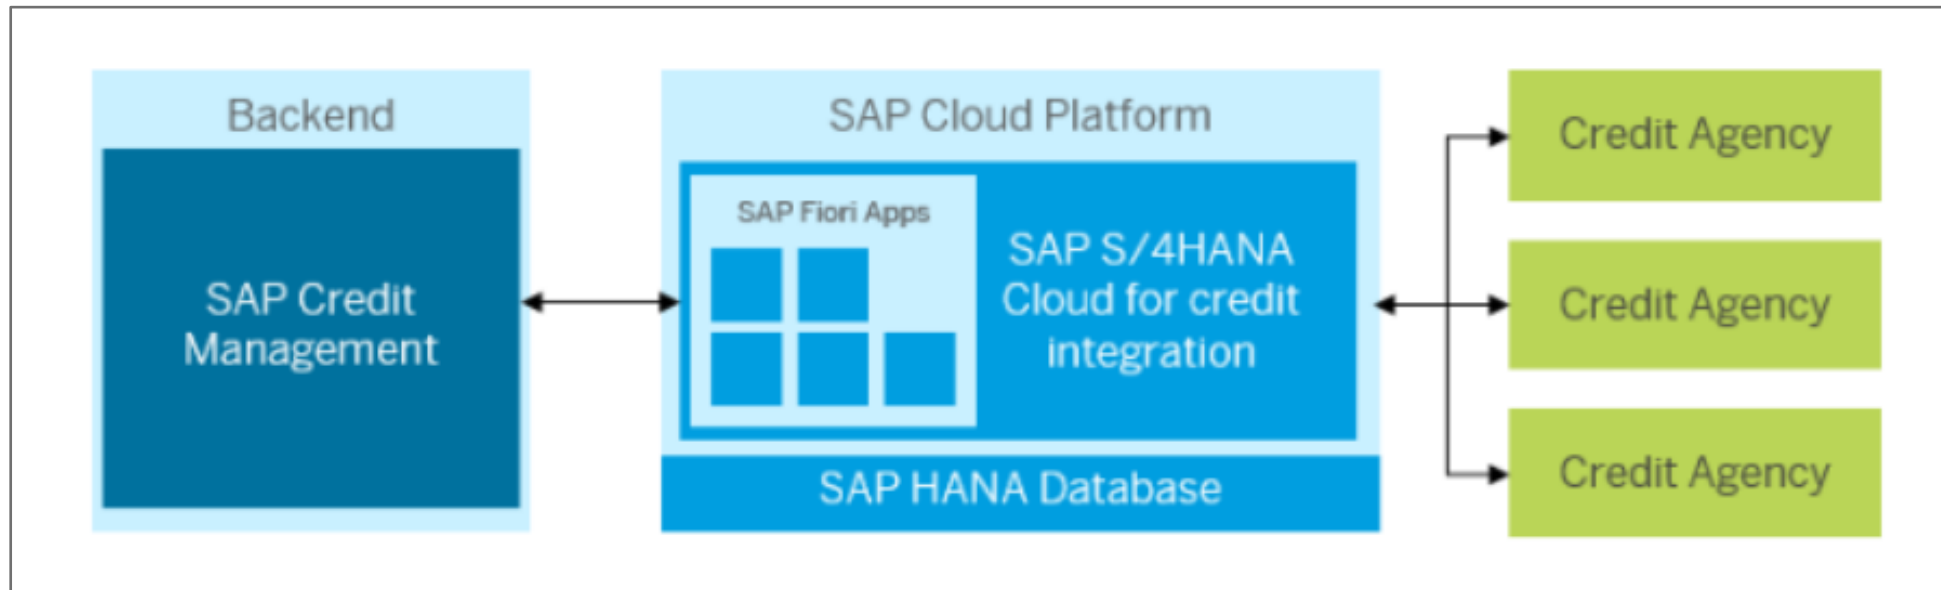 Backend
SAP Credit
Management
SAP Cloud Platform
SAP Fiori Apps
SAP S/4HANA
Cloud for credit
integration
SAP HANA Database
Credit Agency
Credit Agency
Credit Agency